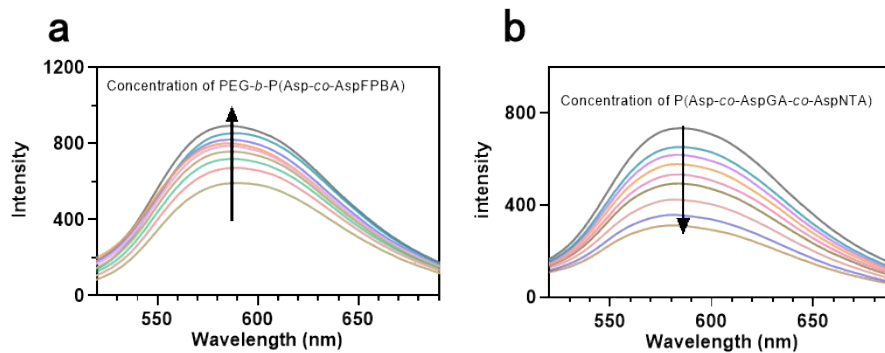 a
1200
800
400
0
Intensity
Concentration of PEG-b-P(Asp-co-AspFPBA)
550 600 650
Wavelength (nm)
b
800
400
0
intensity
Concentration of P(Asp-co-AspGA-co-AspNTA)
550 600 650
Wavelength (nm)